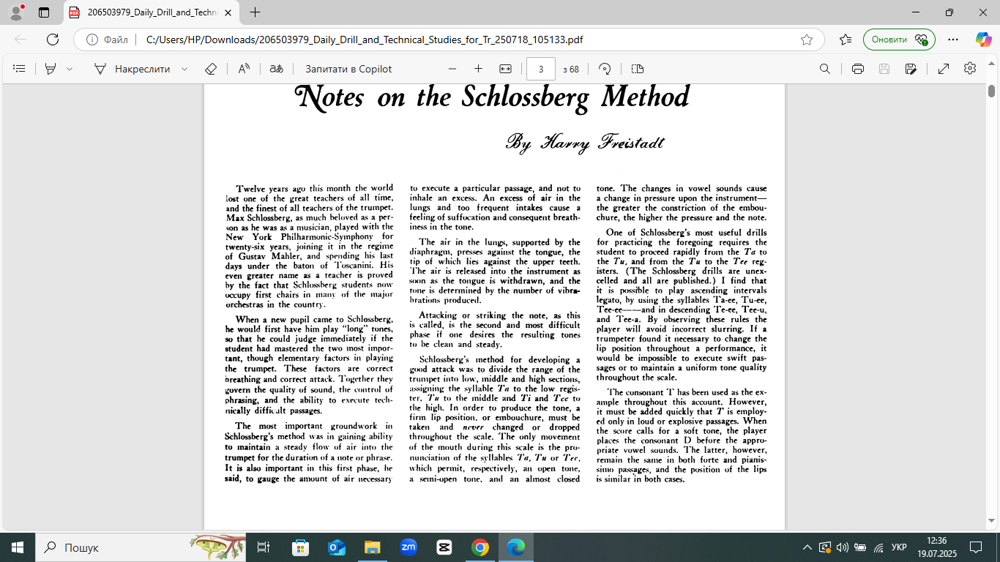 206503979_Daily_Drill_and_Techni
Файл
C:/Users/HP/Downloads/206503979_Daily_Drill_and_Technical_Studies_for_Tr_250718_105133.pdf
Оновити
Накреслити
Запитати в Copilot
3
з 68
Notes on the Schlossberg Method
By Harry Freistadt
Twelve years ago this month the world
lost one of the great teachers of all time,
and the finest of all teachers of the trumpet.
Max Schlossberg, as much beloved as a per-
son as he was as a musician, played with the
New York Philharmonic-Symphony for
twenty-six years, joining it in the regime
of Gustav Mahler, and spending his last
days under the baton of Toscanini. His
even greater name as a teacher is proved
by the fact that Schlossberg students now
occupy first chairs in many of the major
orchestras in the country.
When a new pupil came to Schlossberg,
he would first have him play "long" tones,
so that he could judge immediately if the
student had mastered the two most impor-
tant, though elementary factors in playing
the trumpet. These factors are correct
breathing and correct attack. Together they
govern the quality of sound, the control of
phrasing, and the ability to execute tech-
nically difficult passages.
The most important groundwork in
Schlossberg's method was in gaining ability
to maintain a steady flow of air into the
trumpet for the duration of a note or phrase.
It is also important in this first phase, he
said, to gauge the amount of air necessary
to execute a particular passage, and not to
inhale an excess. An excess of air in the
lungs and too frequent intakes cause a
feeling of suffocation and consequent breath-
iness in the tone.
The air in the lungs, supported by the
diaphragm, presses against the tongue, the
tip of which lies against the upper teeth.
The air is released into the instrument as
soon as the tongue is withdrawn, and the
tone is determined by the number of vibra-
brations produced.
Attacking or striking the note, as this
is called, is the second and most difficult
phase if one desires the resulting tones
to be clean and steady.
Schlossberg's method for developing a
good attack was to divide the range of the
trumpet into low, middle and high sections,
assigning the syllable Ta to the low regis-
ter, Tu to the middle and Ti and Tee to
the high. In order to produce the tone, a
firm lip position, or embouchure, must be
taken and never changed or dropped
throughout the scale. The only movement
of the mouth during this scale is the pro-
nunciation of the syllables Ta, Tu or Tee,
which permit, respectively, an open tone,
a semi-open tone, and an almost closed
tone. The changes in vowel sounds cause
a change in pressure upon the instrument—
the greater the constriction of the embou-
chure, the higher the pressure and the note.
One of Schlossberg's most useful drills
for practicing the foregoing requires the
student to proceed rapidly from the Ta to
the Tu, and from the Tu to the Tee reg-
isters. (The Schlossberg drills are unex-
celled and all are published.) I find that
it is possible to play ascending intervals
legato, by using the syllables Ta-ee, Tu-ee,
Tee-ee——and in descending Te-ee, Tee-u,
and Tee-a. By observing these rules the
player will avoid incorrect slurring. If a
trumpeter found it necessary to change the
lip position throughout a performance, it
would be impossible to execute swift pas-
sages or to maintain a uniform tone quality
throughout the scale.
The consonant T has been used as the ex-
ample throughout this account. However,
it must be added quickly that T is employ-
ed only in loud or explosive passages. When
the score calls for a soft tone, the player
places the consonant D before the appro-
priate vowel sounds. The latter, however,
remain the same in both forte and pianis-
simo passages, and the position of the lips
is similar in both cases.
Пошук
zm
УКР
12:36
19.07.2025